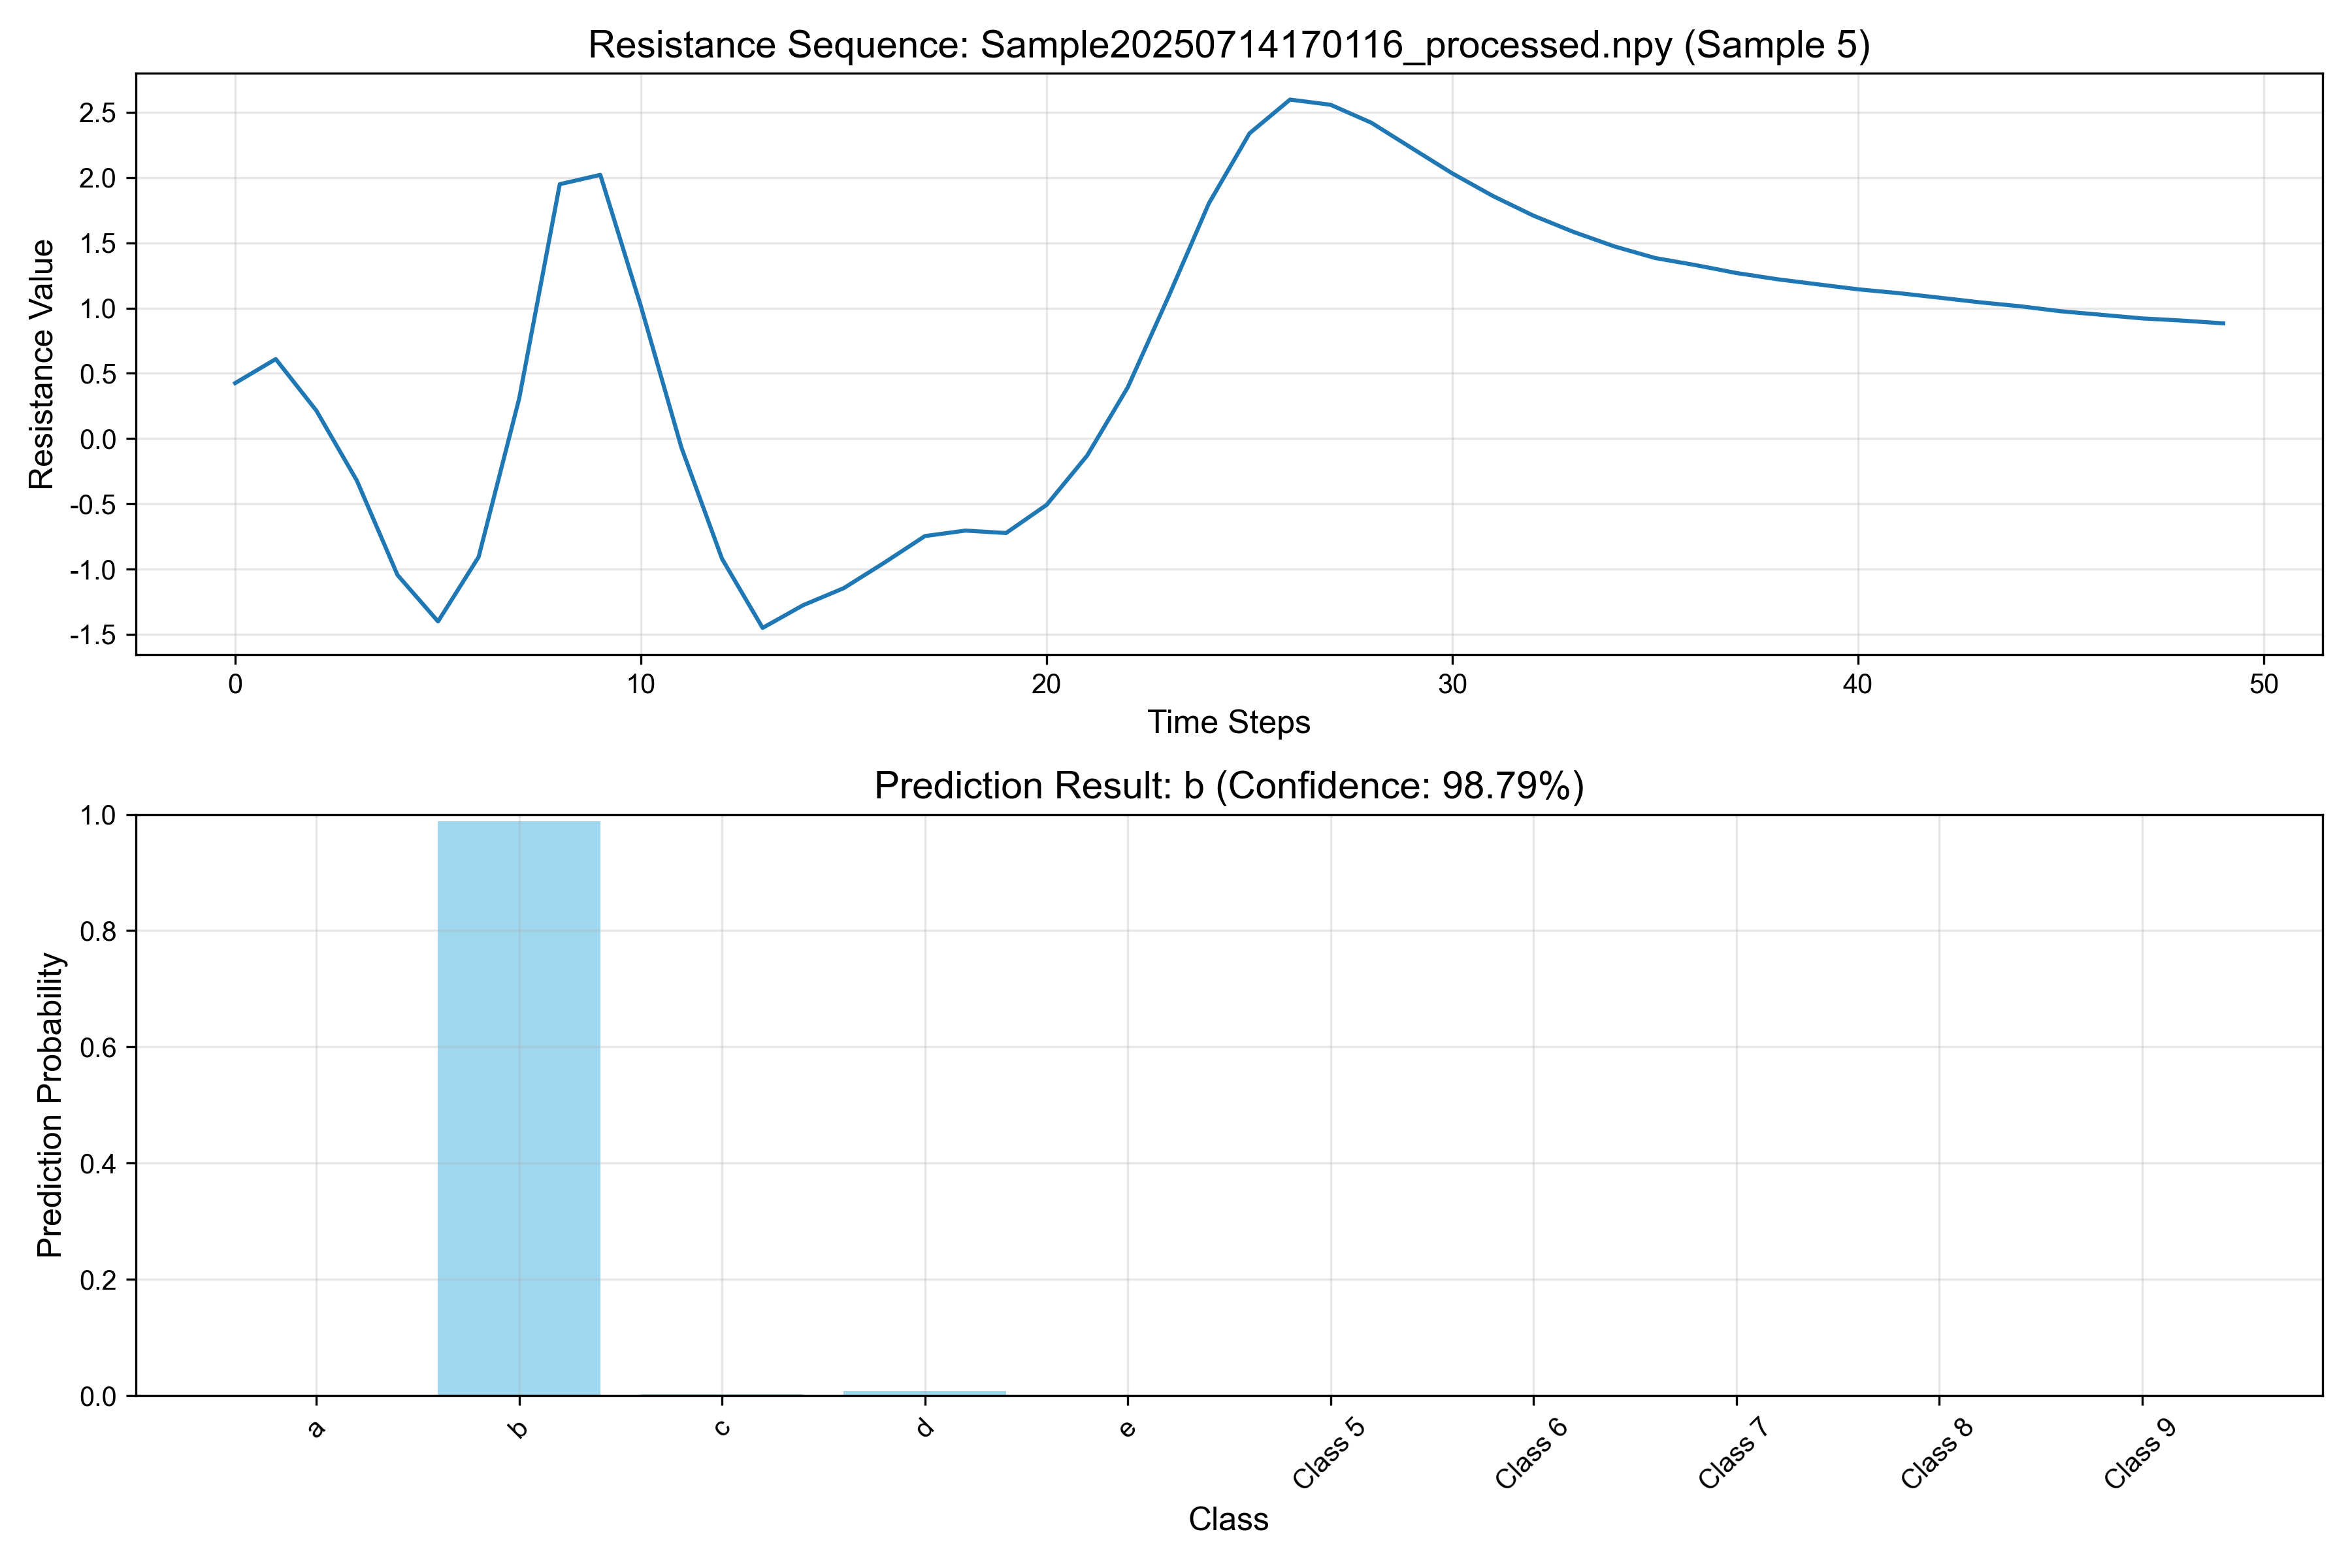 Resistance Sequence: Sample20250714170116_processed.npy (Sample 5)
Resistance Value
2.5
2.0
1.5
1.0
0.5
0.0
-0.5
-1.0
-1.5
0 10 20 30 40 50
Time Steps
Prediction Result: b (Confidence: 98.79%)
Prediction Probability
1.0
0.8
0.6
0.4
0.2
0.0
a b c d e Class 5 Class 6 Class 7 Class 8 Class 9
Class